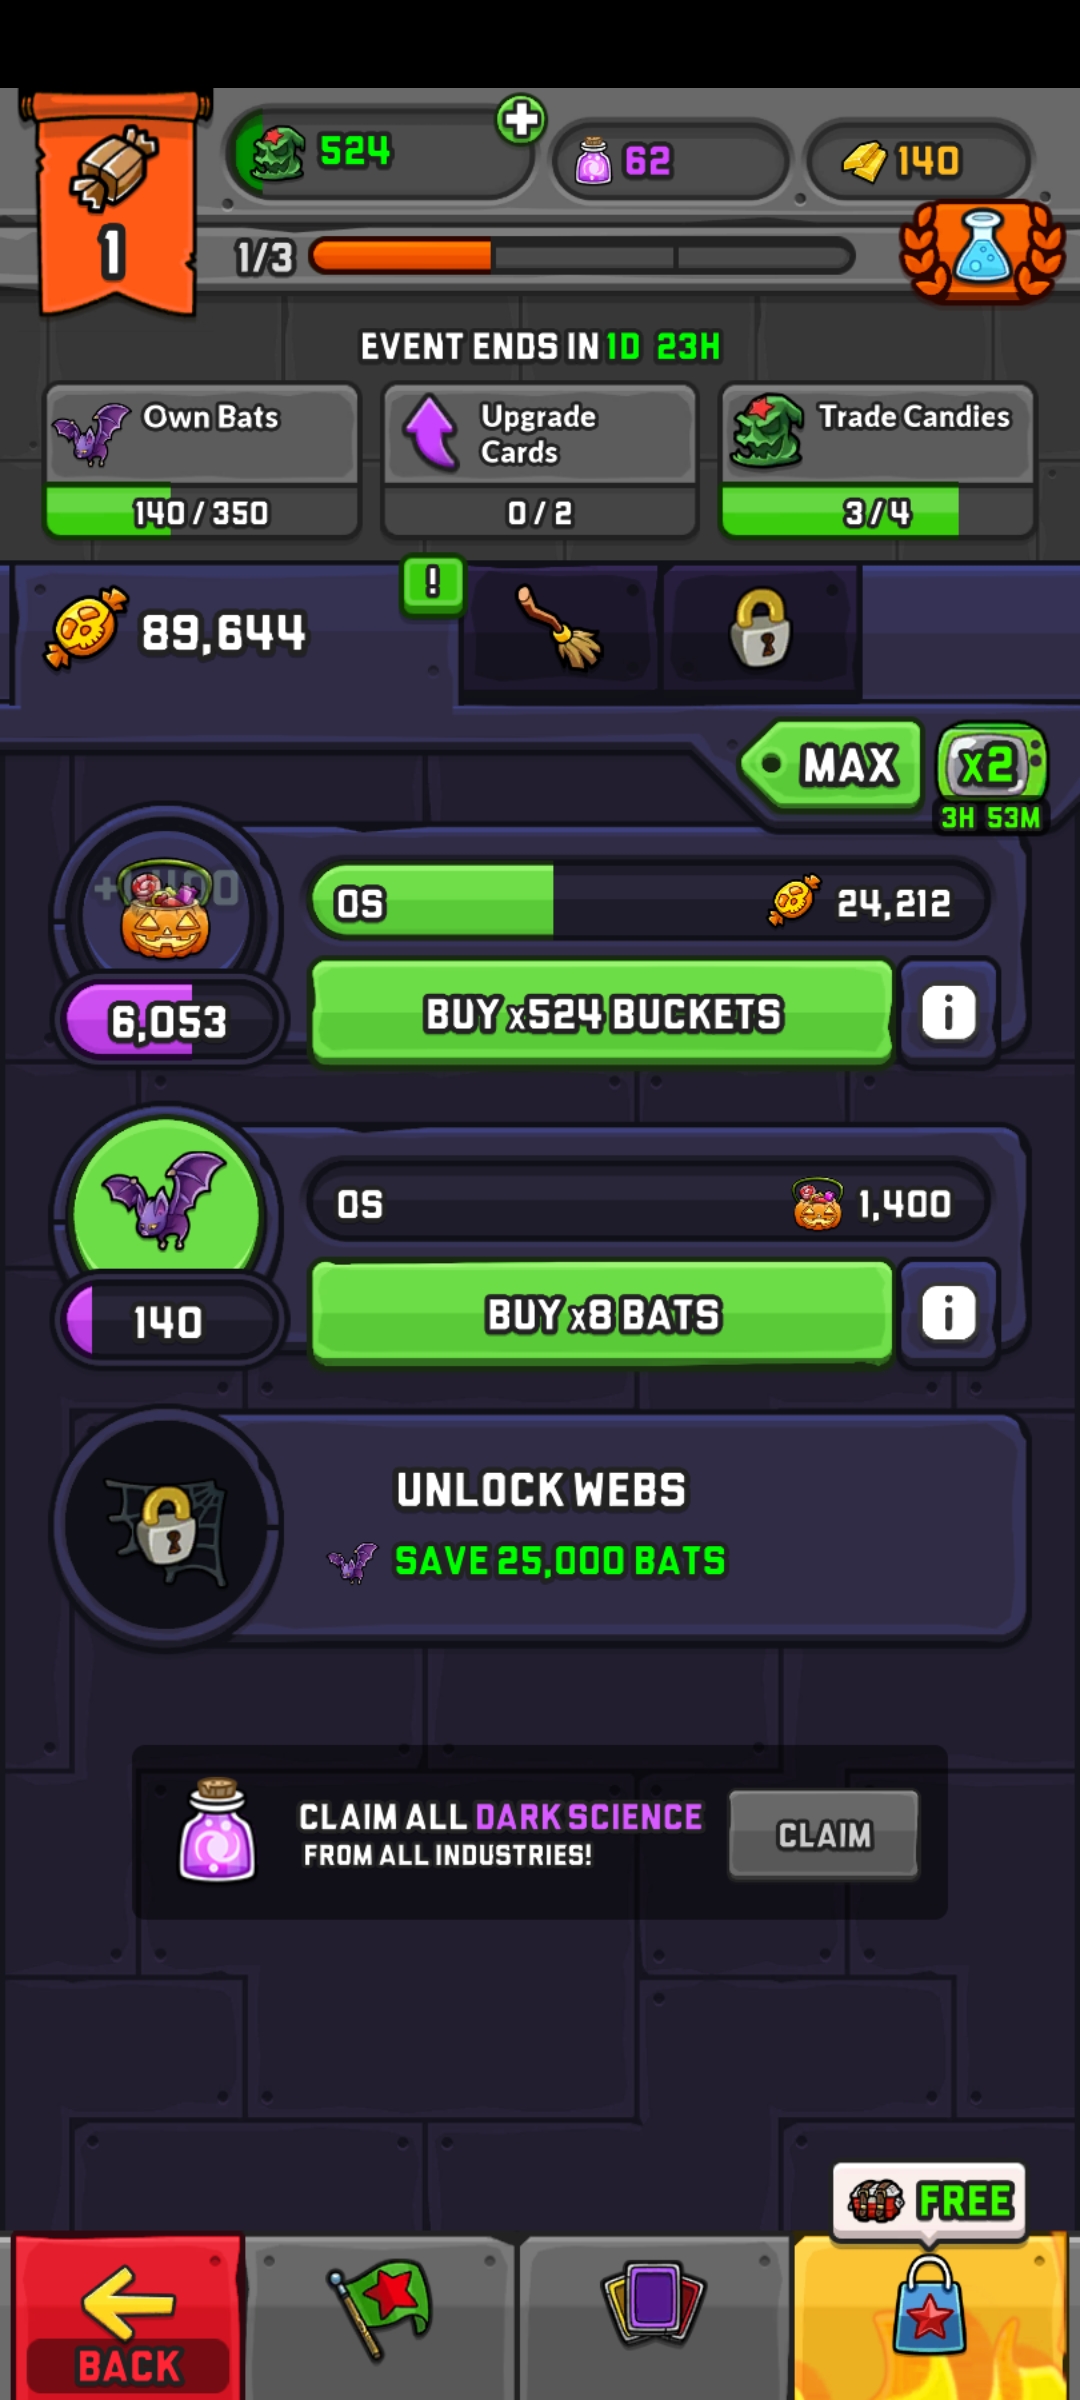 524
62
140
1
1/3
EVENT ENDS IN 1D 23H
Own Bats
140/350
Upgrade
Cards
0/2
Trade Candies
3/4
89,644
!
MAX
x2
3H 53M
0S
24,212
6,053
BUY x524 BUCKETS
i
0S
1,400
140
BUY x8 BATS
i
UNLOCK WEBS
SAVE 25,000 BATS
CLAIM ALL DARK SCIENCE
FROM ALL INDUSTRIES!
CLAIM
FREE
BACK